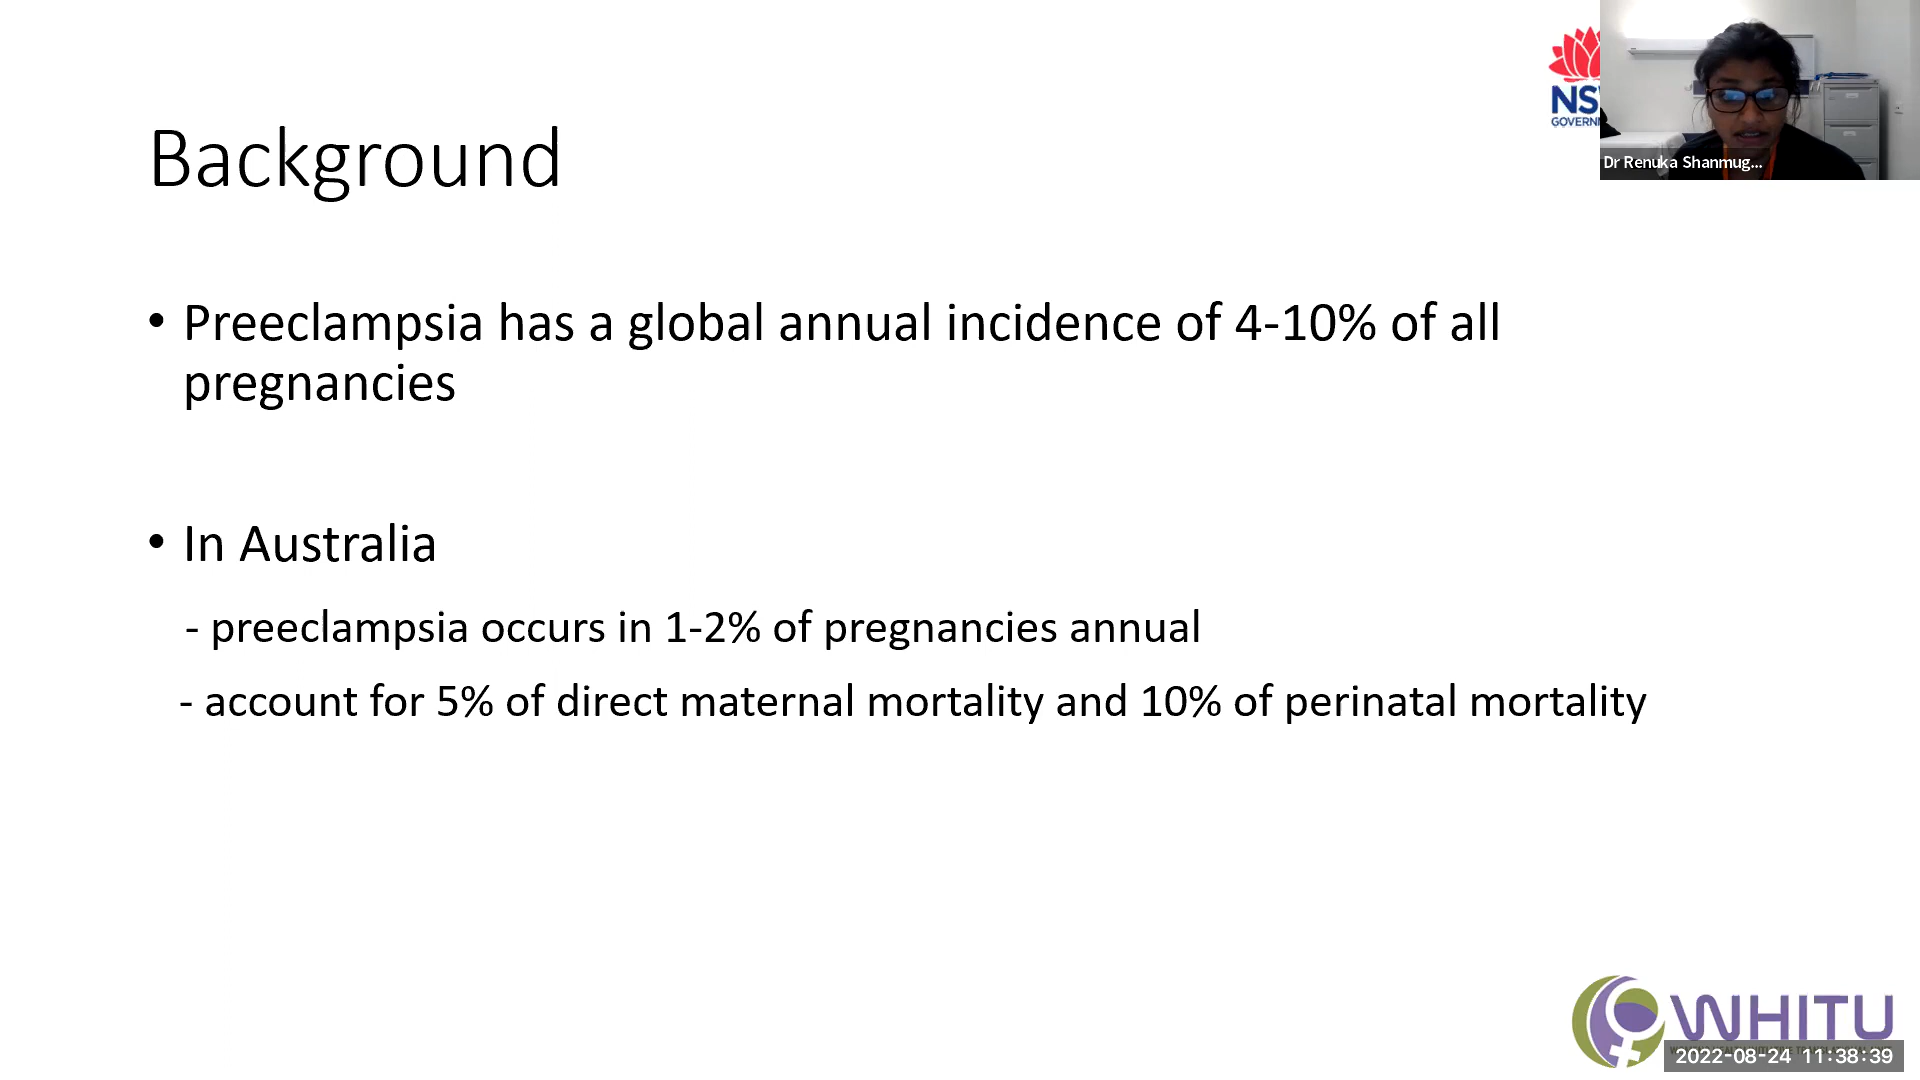 NS
GOVERN
Dr Renuka Shanmug...
Background
• Preeclampsia has a global annual incidence of 4-10% of all
pregnancies
• In Australia
- preeclampsia occurs in 1-2% of pregnancies annual
- account for 5% of direct maternal mortality and 10% of perinatal mortality
WHITU
2022-08-24 11:38:39